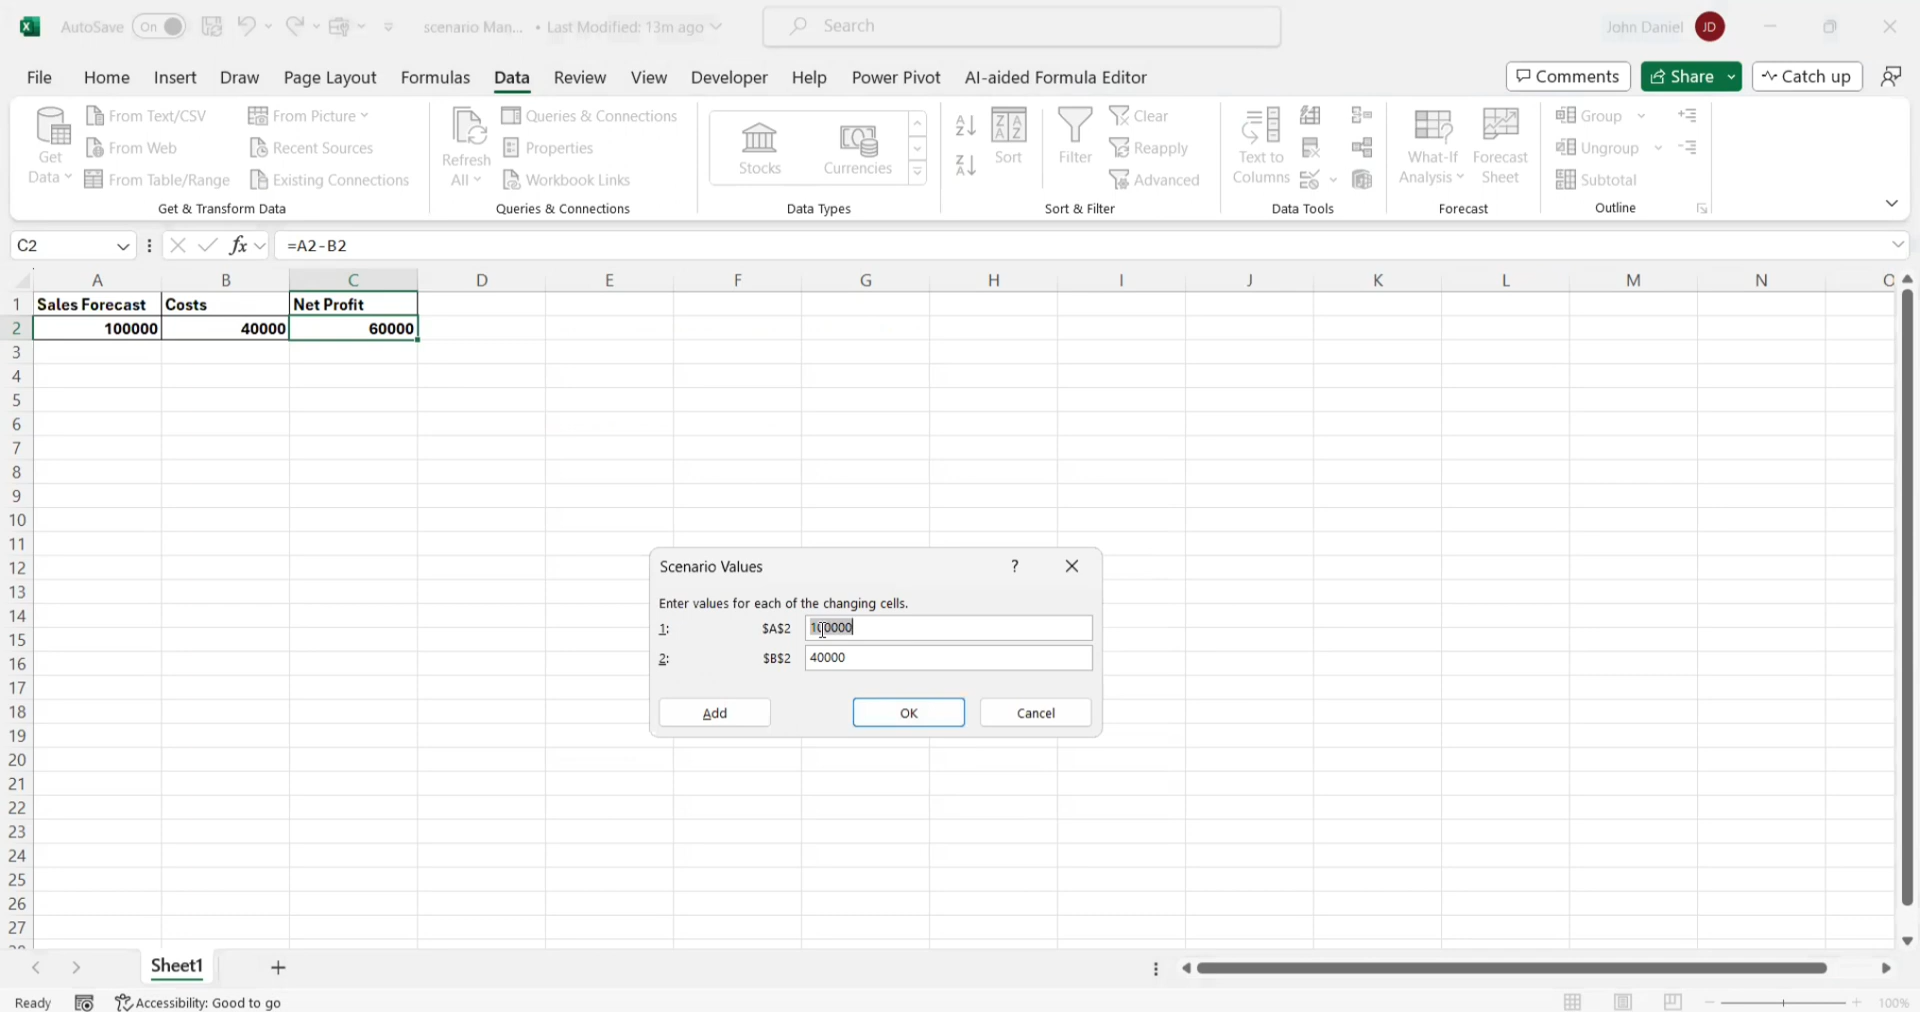 AutoSave On scenario Man... • Last Modified: 13m ago Search John Daniel JD
File Home Insert Draw Page Layout Formulas Data Review View Developer Help Power Pivot AI-aided Formula Editor Comments Share Catch up
Get Data
From Text/CSV
From Web
From Table/Range
From Picture
Recent Sources
Existing Connections
Get & Transform Data
Refresh All
Queries & Connections
Properties
Workbook Links
Queries & Connections
Stocks Currencies
Data Types
Sort
Filter
Clear
Reapply
Advanced
Sort & Filter
Text to Columns
Data Tools
What-If Analysis
Forecast Sheet
Forecast
Group
Ungroup
Subtotal
Outline
C2 fx =A2-B2
A B C D E F G H I J K L M N O
1 Sales Forecast Costs Net Profit
2 100000 40000 60000
3
4
5
6
7
8
9
10
11
12
13
14
15
16
17
18
19
20
21
22
23
24
25
26
27
28
Scenario Values ?
Enter values for each of the changing cells.
1: $A$2 100000
2: $B$2 40000
Add OK Cancel
Sheet1
Ready Accessibility: Good to go 100%